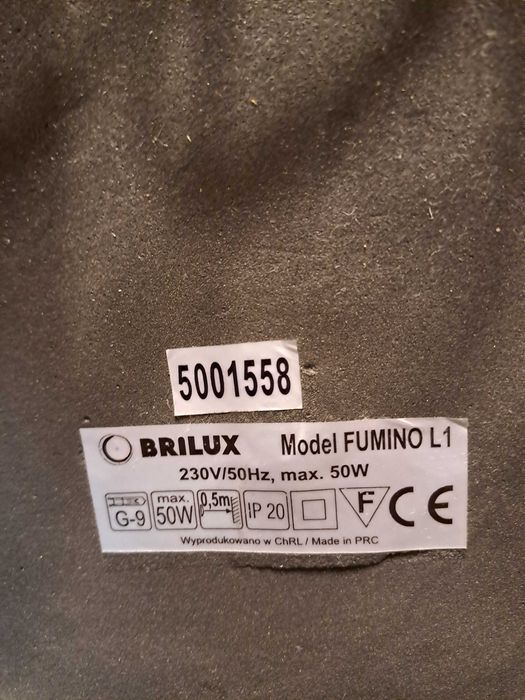 5001558
BRILUX Model FUMINO L1
230V/50Hz, max. 50W
G-9 max. 50W 0,5m IP 20 F CE
Wyprodukowano w ChRL / Made in PRC